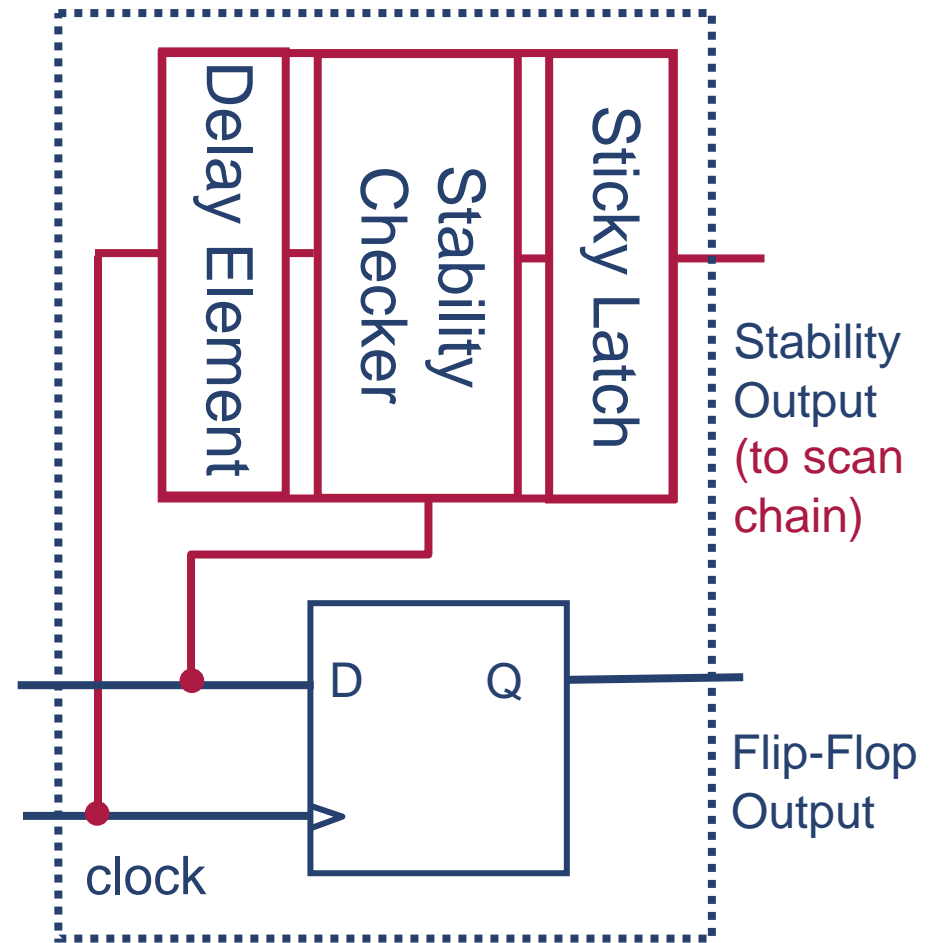 Delay Element
Stability
Checker
Sticky Latch
Stability
Output
(to scan
chain)
D
Q
Flip-Flop
Output
clock